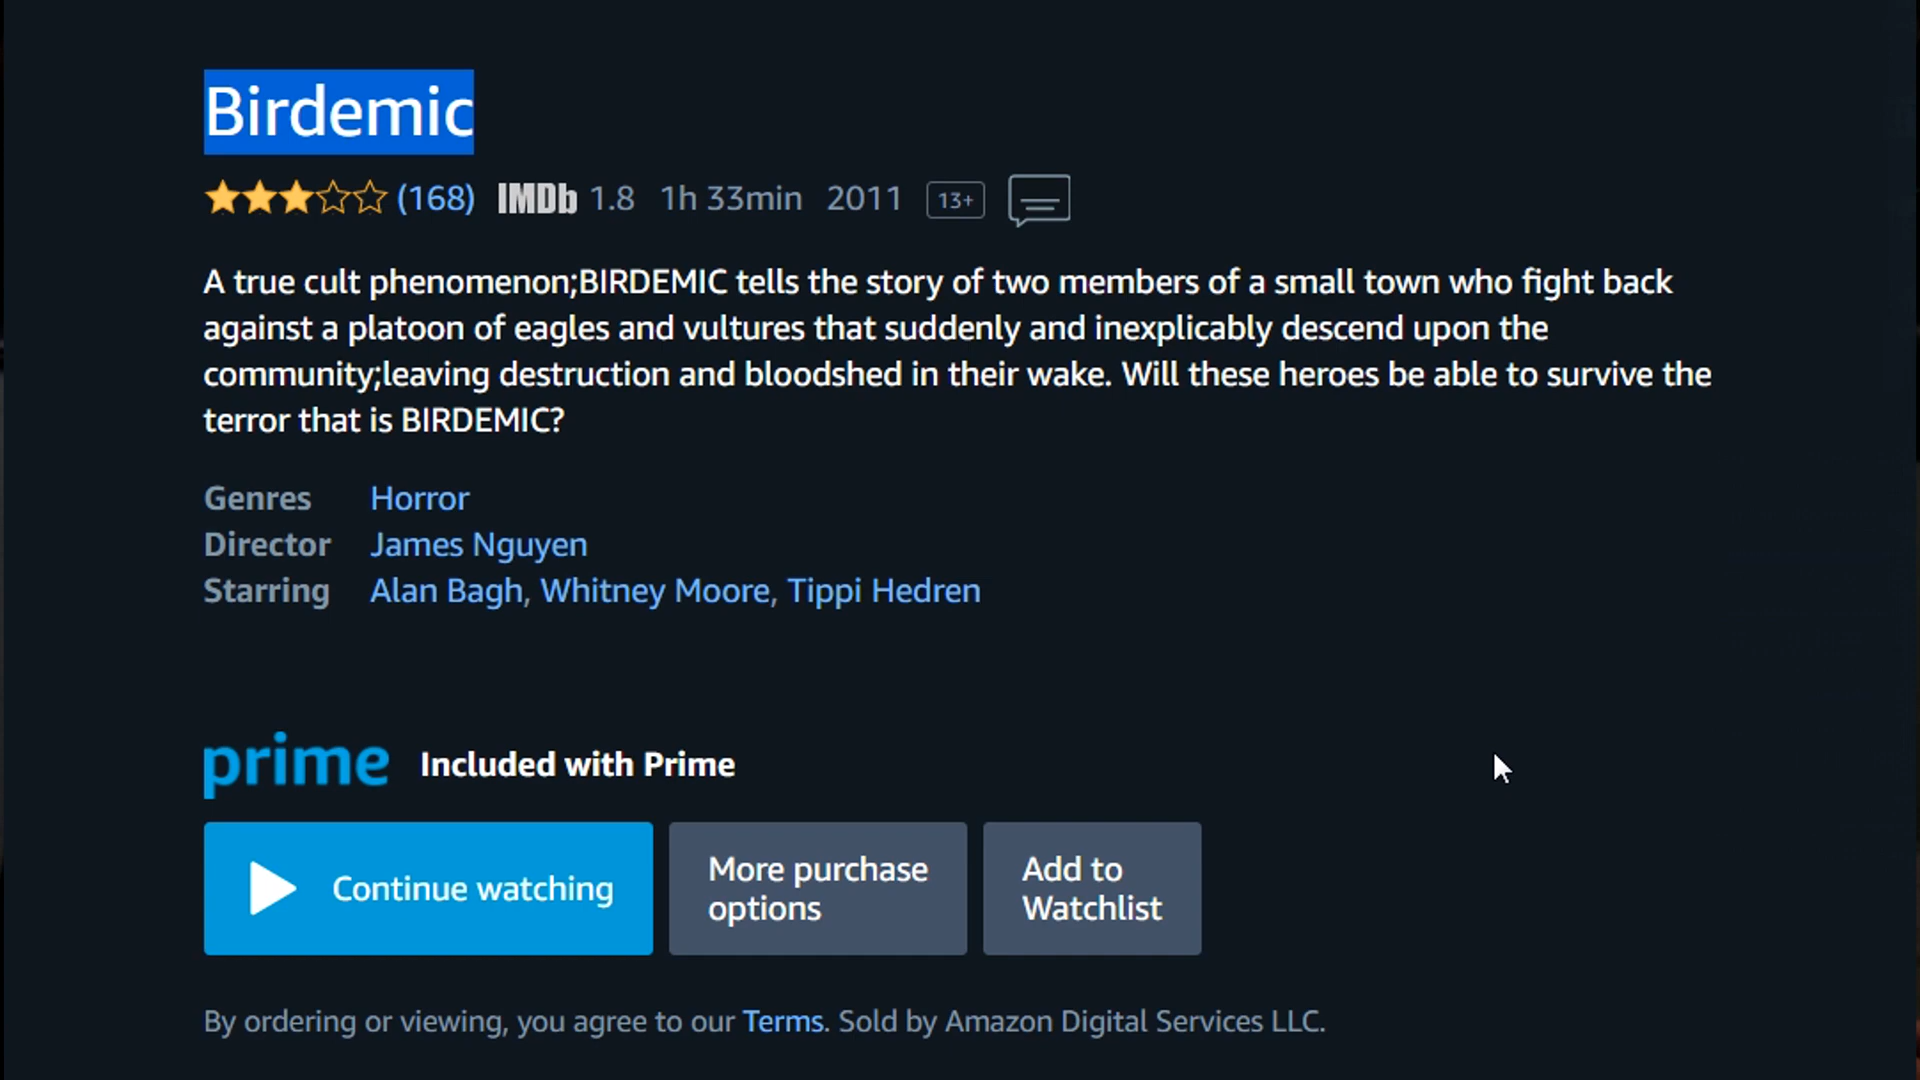 Birdemic
(168) IMDb 1.8 1h 33min 2011 13+
A true cult phenomenon;BIRDEMIC tells the story of two members of a small town who fight back
against a platoon of eagles and vultures that suddenly and inexplicably descend upon the
community;leaving destruction and bloodshed in their wake. Will these heroes be able to survive the
terror that is BIRDEMIC?
Genres Horror
Director James Nguyen
Starring Alan Bagh, Whitney Moore, Tippi Hedren
prime Included with Prime
Continue watching
More purchase
options
Add to
Watchlist
By ordering or viewing, you agree to our Terms. Sold by Amazon Digital Services LLC.